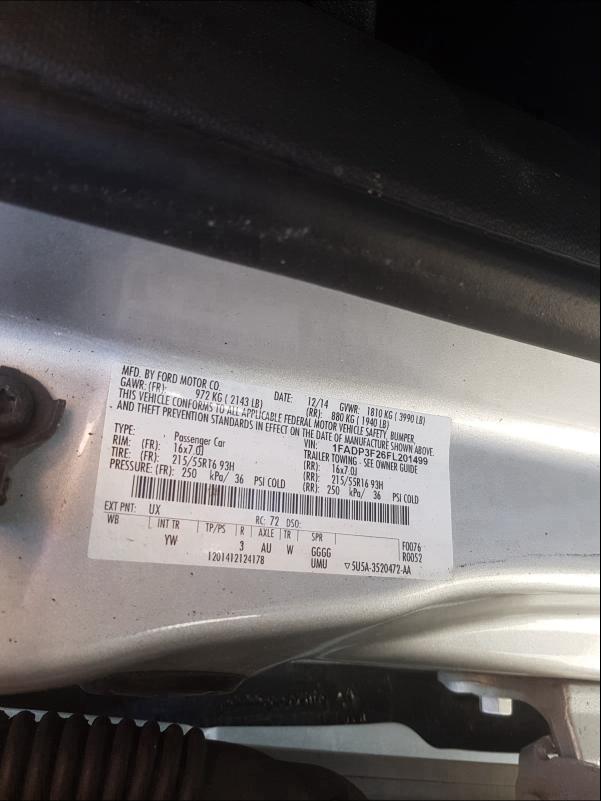 MFD. BY FORD MOTOR CO.
DATE: 12/14 GVWR: 1810 KG ( 3990 LB)
GAWR: (FR): 972 KG ( 2143 LB) (RR): 880 KG ( 1940 LB)
THIS VEHICLE CONFORMS TO ALL APPLICABLE FEDERAL MOTOR VEHICLE SAFETY, BUMPER,
AND THEFT PREVENTION STANDARDS IN EFFECT ON THE DATE OF MANUFACTURE SHOWN ABOVE.
VIN: 1FADP3F26FL201499
TYPE: Passenger Car TRAILER TOWING - SEE OWNER GUIDE
RIM: (FR): 16x7.0J (RR): 16x7.0J
TIRE: (FR): 215/55R16 93H (RR): 215/55R16 93H
PRESSURE: (FR): 250 kPa/ 36 PSI COLD (RR): 250 kPa/ 36 PSI COLD
EXT PNT: UX RC: 72 DSO:
WB INT TR TP/PS R AXLE TR SPR F0076
YW 3 AU W GGGG R0052
1201412124178 UMU ▽5U5A-3520472-AA